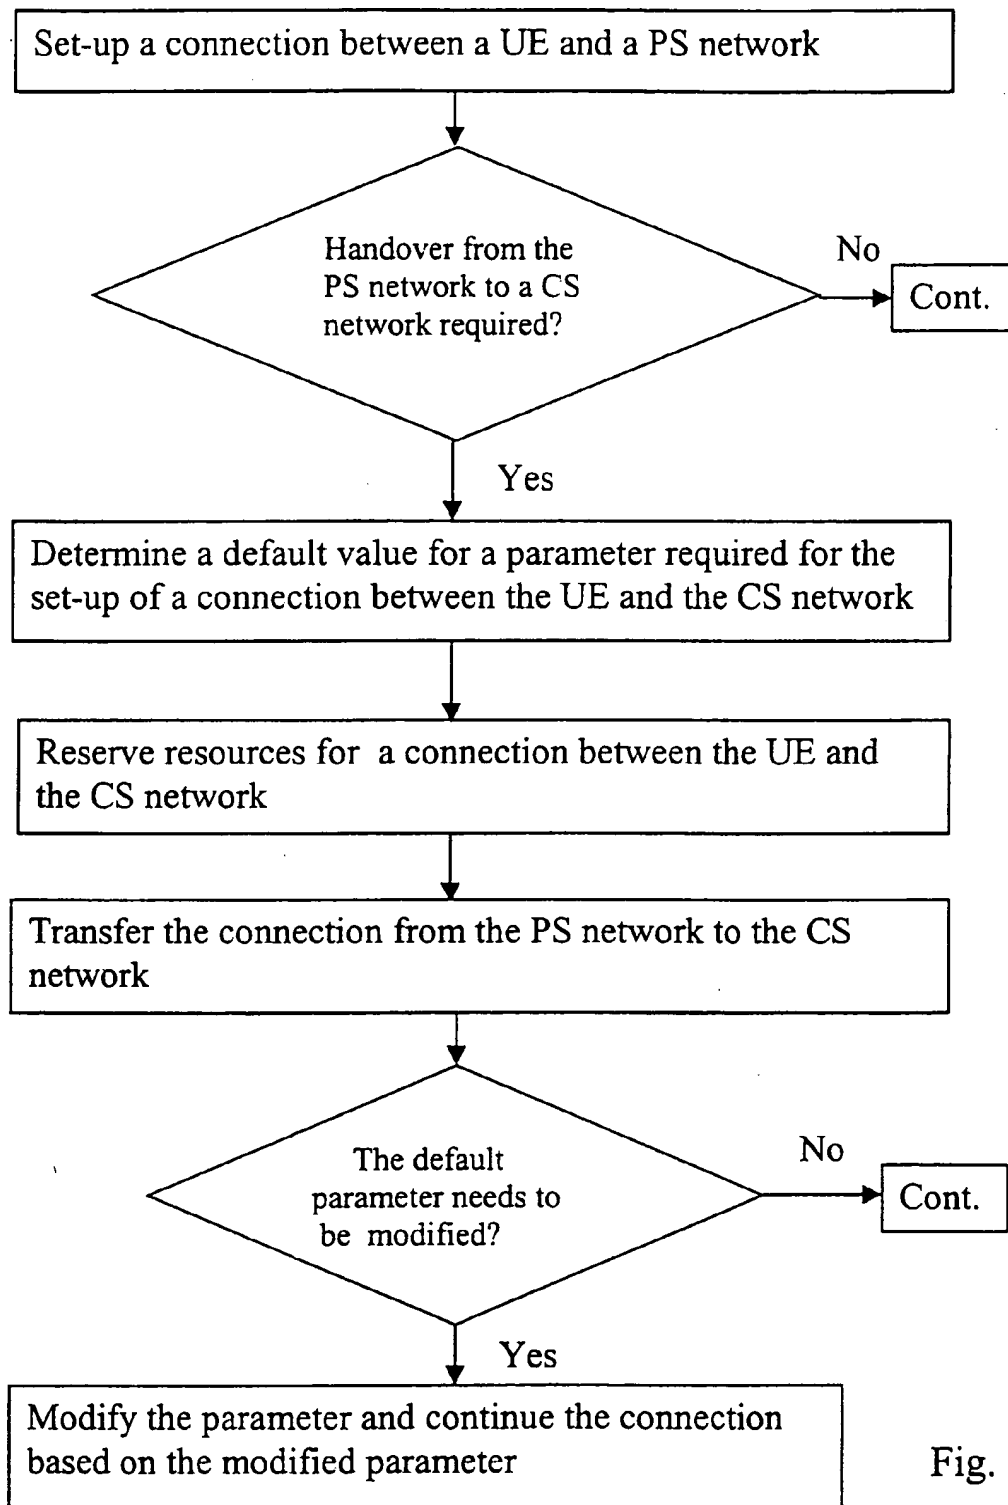 Set-up a connection between a UE and a PS network
Handover from the
PS network to a CS
network required?
No
Cont.
Yes
Determine a default value for a parameter required for the
set-up of a connection between the UE and the CS network
Reserve resources for a connection between the UE and
the CS network
Transfer the connection from the PS network to the CS
network
The default
parameter needs to
be modified?
No
Cont.
Yes
Modify the parameter and continue the connection
based on the modified parameter
Fig.